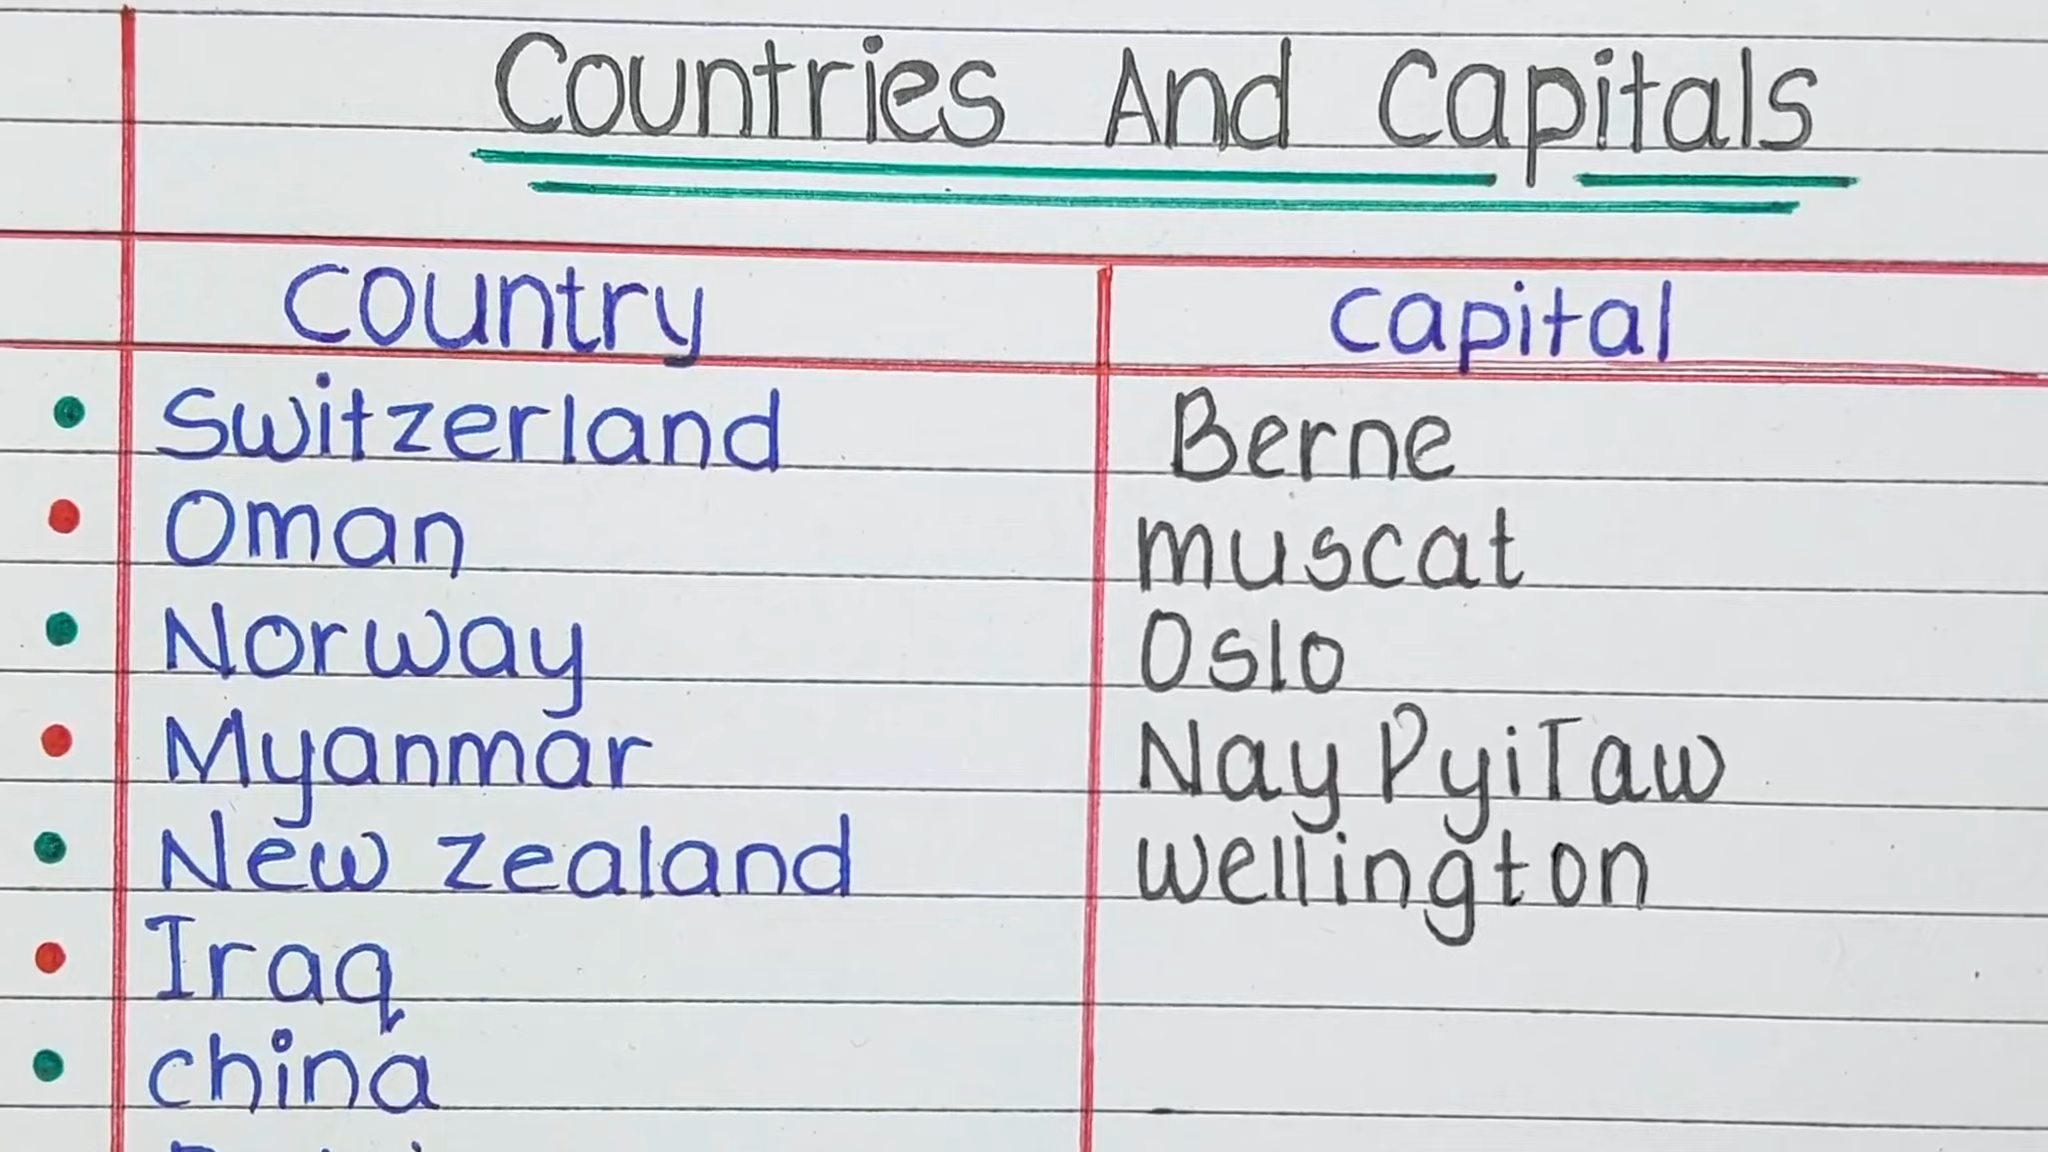 Countries And Capitals
Country Capital
Switzerland Berne
Oman muscat
Norway Oslo
Myanmar Nay PyiTaw
New zealand wellington
Iraq
china